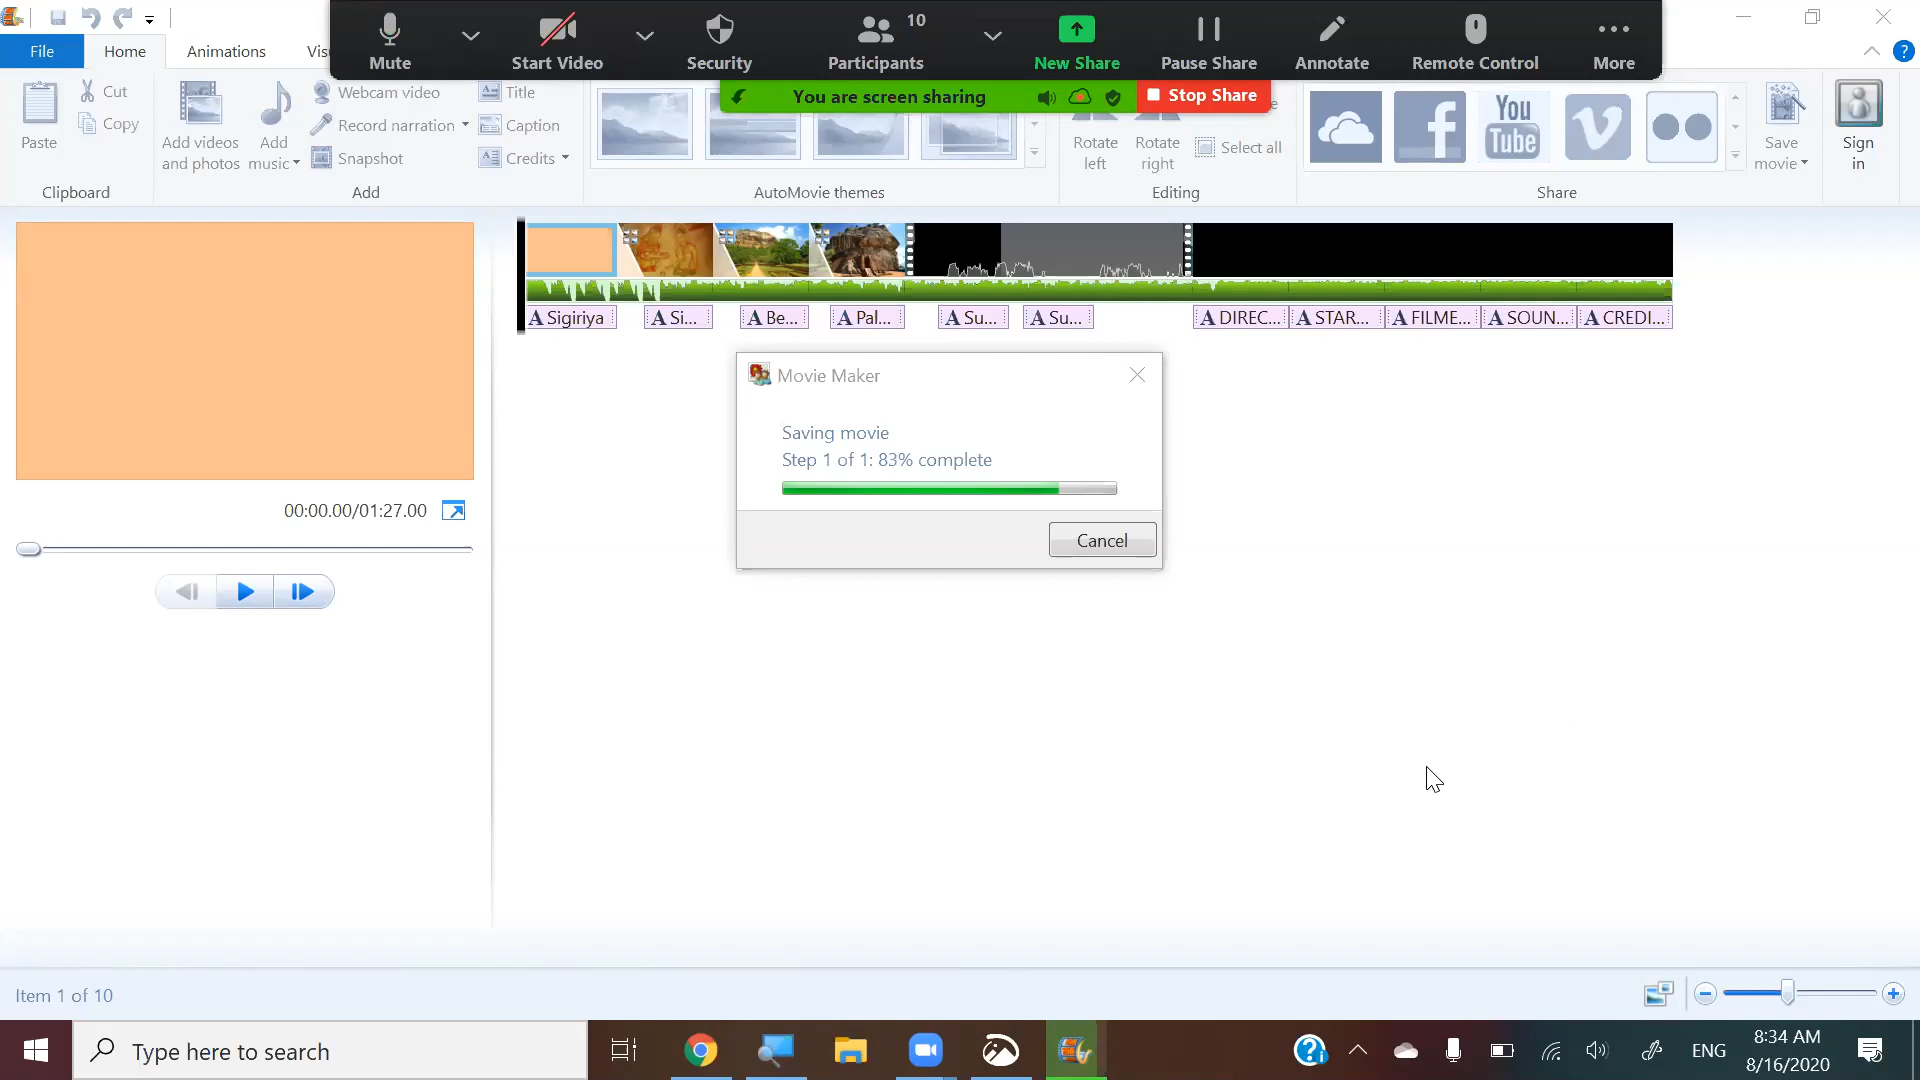 Mute
Start Video
Security
Participants
10
New Share
Pause Share
Annotate
Remote Control
More
You are screen sharing
Stop Share
File
Home
Animations
Paste
Cut
Copy
Clipboard
Add videos
and photos
Add
music
Webcam video
Record narration
Snapshot
Title
Caption
Credits
Add
AutoMovie themes
Rotate
left
Rotate
right
Select all
Editing
You
Tube
Share
Save
movie
Sign
in
Sigiriya
Si...
Be...
Pal...
Su...
Su...
DIREC...
STAR...
FILME...
SOUN...
CREDI...
Movie Maker
Saving movie
Step 1 of 1: 83% complete
Cancel
00:00.00/01:27.00
Item 1 of 10
Type here to search
ENG
8:34 AM
8/16/2020